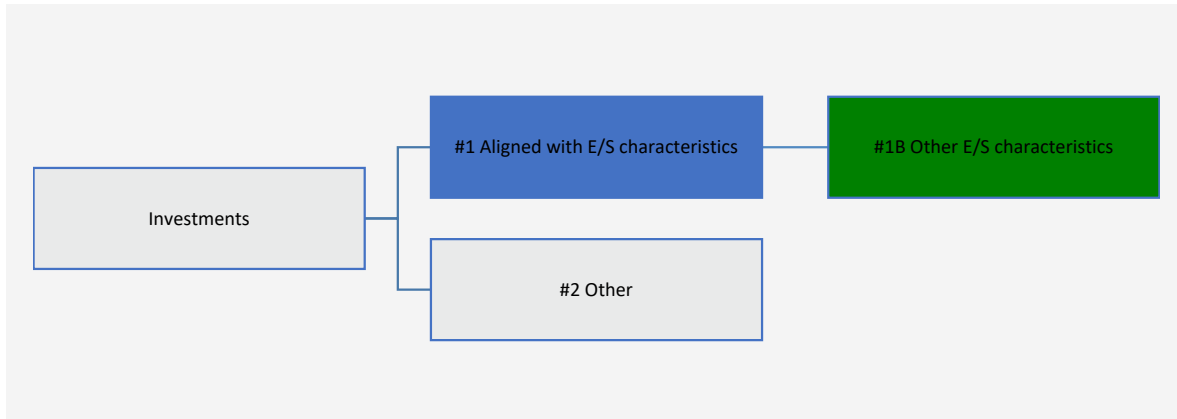 #1 Aligned with E/S characteristics
#1B Other E/S characteristics
Investments
#2 Other